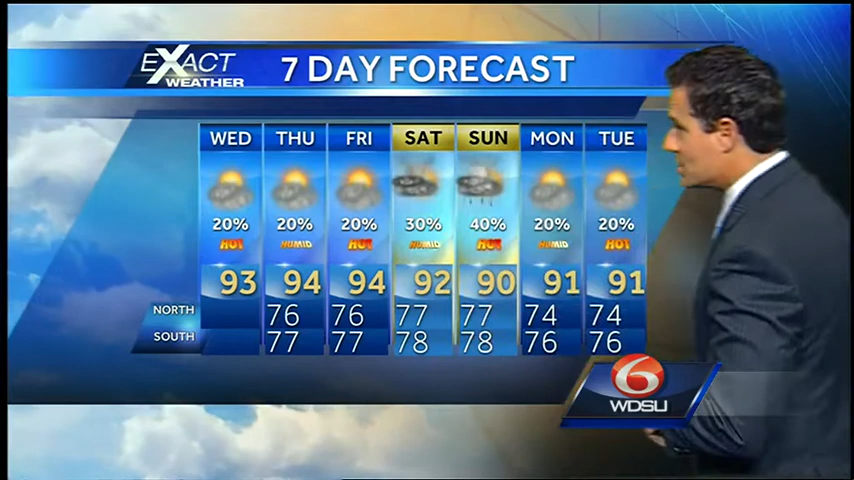 EXACT
WEATHER
7 DAY FORECAST
WED THU FRI SAT SUN MON TUE
20% 20% 20% 30% 40% 20% 20%
HOT HUMID HOT HUMID HOT HUMID HOT
93 94 94 92 90 91 91
NORTH 76 76 77 77 74 74
SOUTH 77 77 78 78 76 76
6
WDSU